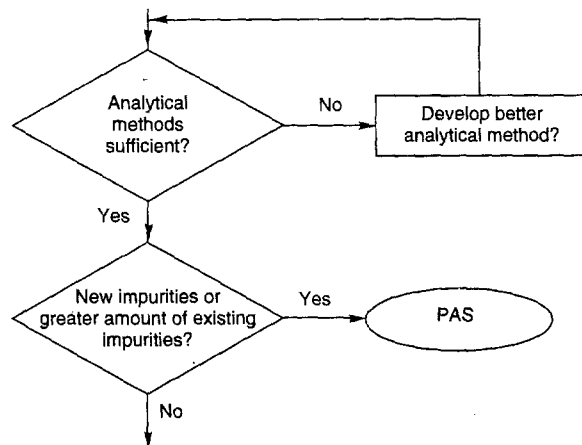 Analytical
methods
sufficient?
No
Develop better
analytical method?
Yes
New impurities or
greater amount of existing
impurities?
Yes
PAS
No